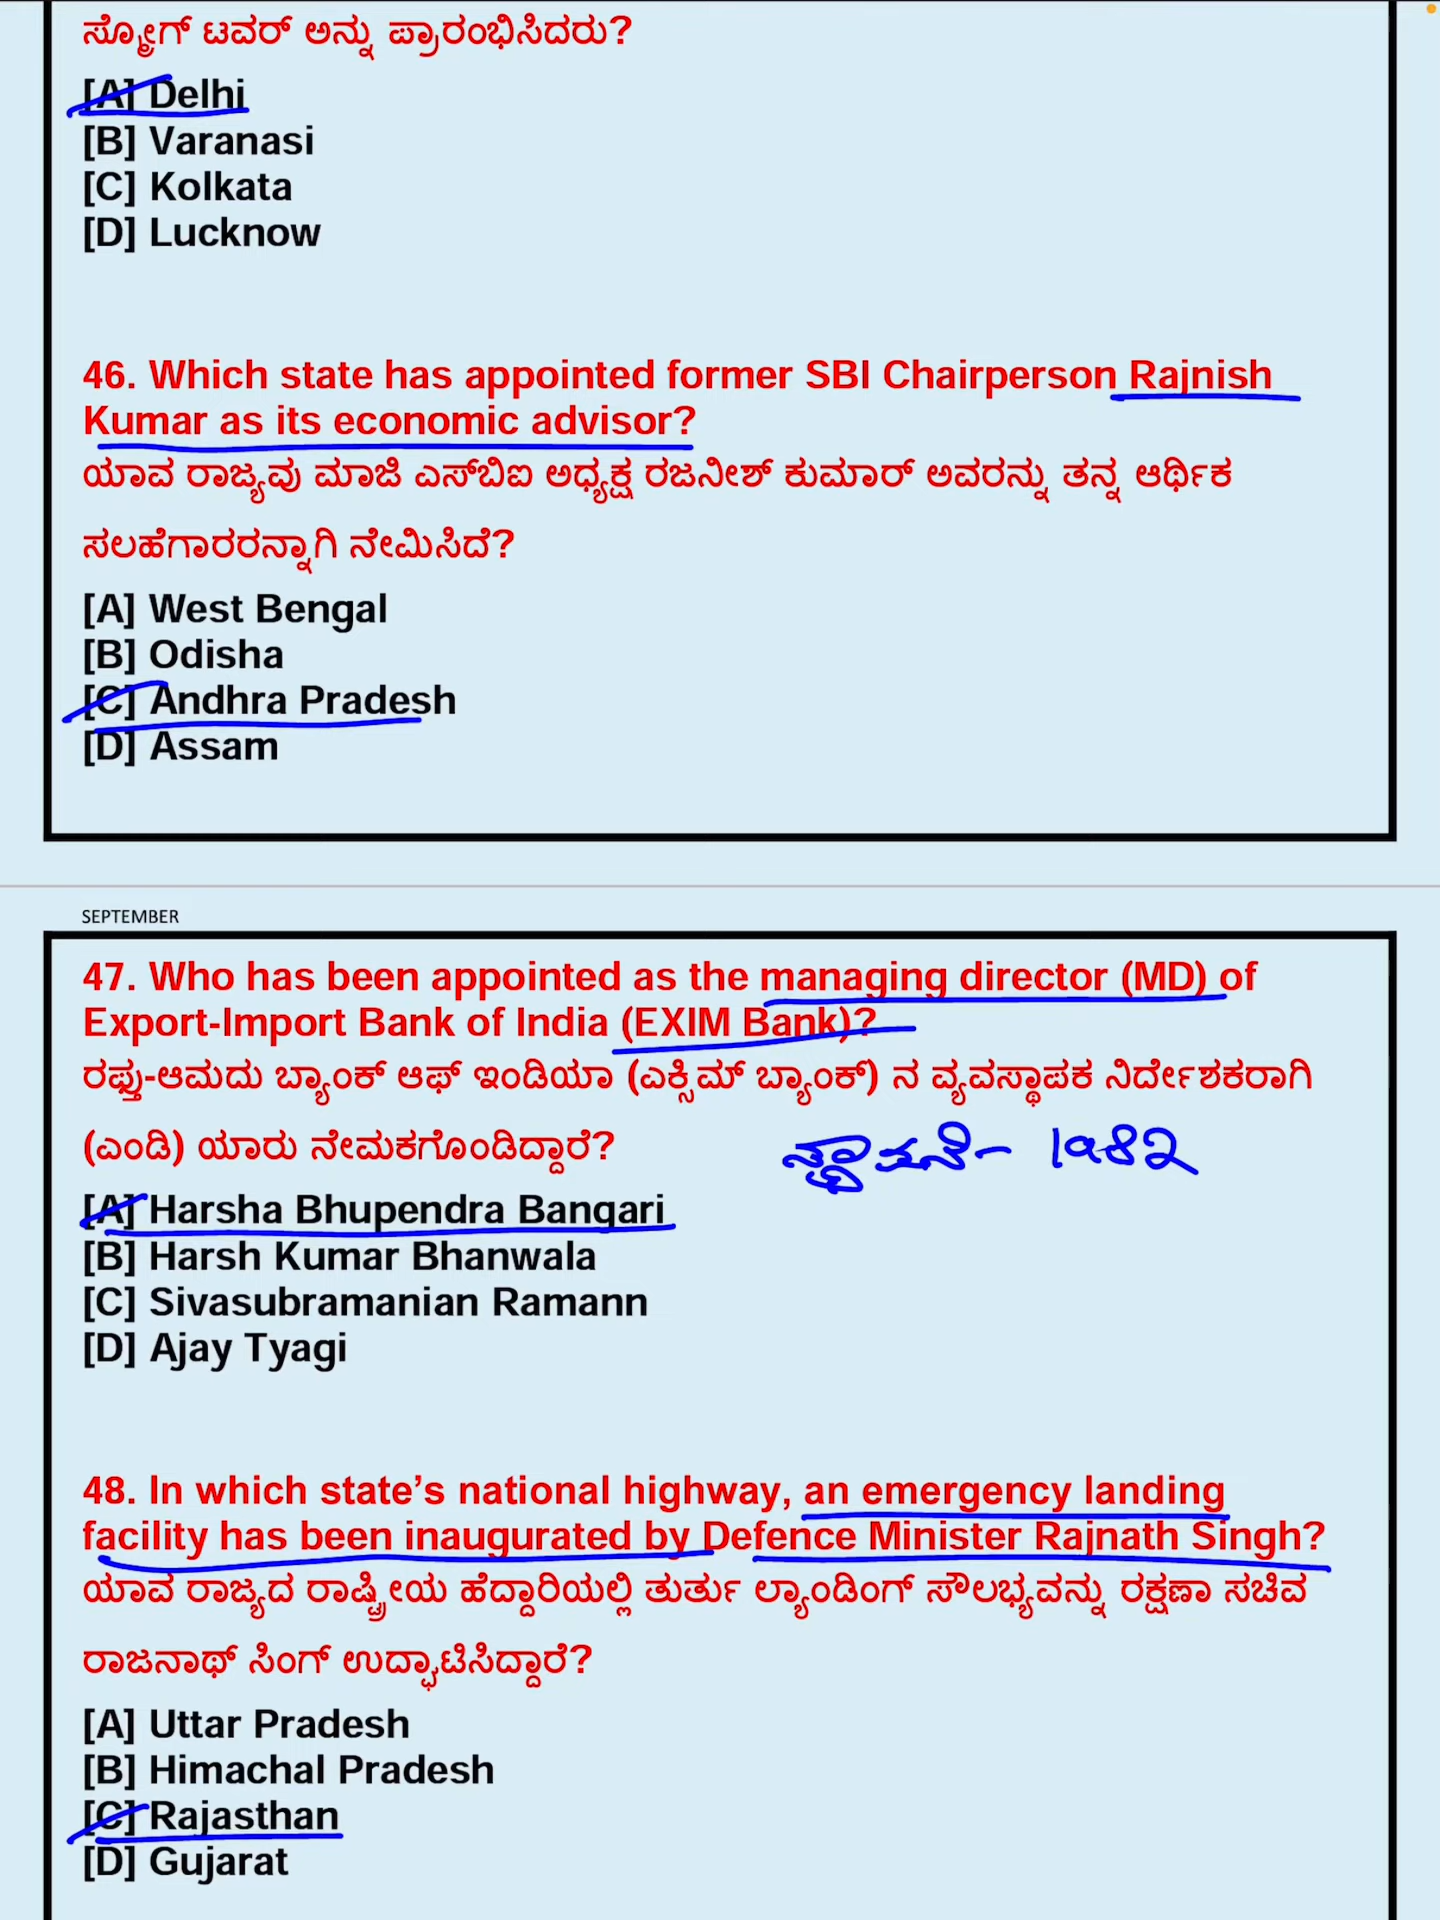 ಸ್ಮೋಗ್ ಟವರ್ ಅನ್ನು ಪ್ರಾರಂಭಿಸಿದರು?
[A] Delhi
[B] Varanasi
[C] Kolkata
[D] Lucknow
46. Which state has appointed former SBI Chairperson Rajnish
Kumar as its economic advisor?
ಯಾವ ರಾಜ್ಯವು ಮಾಜಿ ಎಸ್‌ಬಿಐ ಅಧ್ಯಕ್ಷ ರಜನೀಶ್ ಕುಮಾರ್ ಅವರನ್ನು ತನ್ನ ಆರ್ಥಿಕ
ಸಲಹೆಗಾರರನ್ನಾಗಿ ನೇಮಿಸಿದೆ?
[A] West Bengal
[B] Odisha
[C] Andhra Pradesh
[D] Assam
SEPTEMBER
47. Who has been appointed as the managing director (MD) of
Export-Import Bank of India (EXIM Bank)?
ರಫ್ತು-ಆಮದು ಬ್ಯಾಂಕ್ ಆಫ್ ಇಂಡಿಯಾ (ಎಕ್ಸಿಮ್ ಬ್ಯಾಂಕ್) ನ ವ್ಯವಸ್ಥಾಪಕ ನಿರ್ದೇಶಕರಾಗಿ
(ಎಂಡಿ) ಯಾರು ನೇಮಕಗೊಂಡಿದ್ದಾರೆ?
ಸ್ಥಾಪನೆ - 1982
[A] Harsha Bhupendra Bangari
[B] Harsh Kumar Bhanwala
[C] Sivasubramanian Ramann
[D] Ajay Tyagi
48. In which state’s national highway, an emergency landing
facility has been inaugurated by Defence Minister Rajnath Singh?
ಯಾವ ರಾಜ್ಯದ ರಾಷ್ಟ್ರೀಯ ಹೆದ್ದಾರಿಯಲ್ಲಿ ತುರ್ತು ಲ್ಯಾಂಡಿಂಗ್ ಸೌಲಭ್ಯವನ್ನು ರಕ್ಷಣಾ ಸಚಿವ
ರಾಜನಾಥ್ ಸಿಂಗ್ ಉದ್ಘಾಟಿಸಿದ್ದಾರೆ?
[A] Uttar Pradesh
[B] Himachal Pradesh
[C] Rajasthan
[D] Gujarat